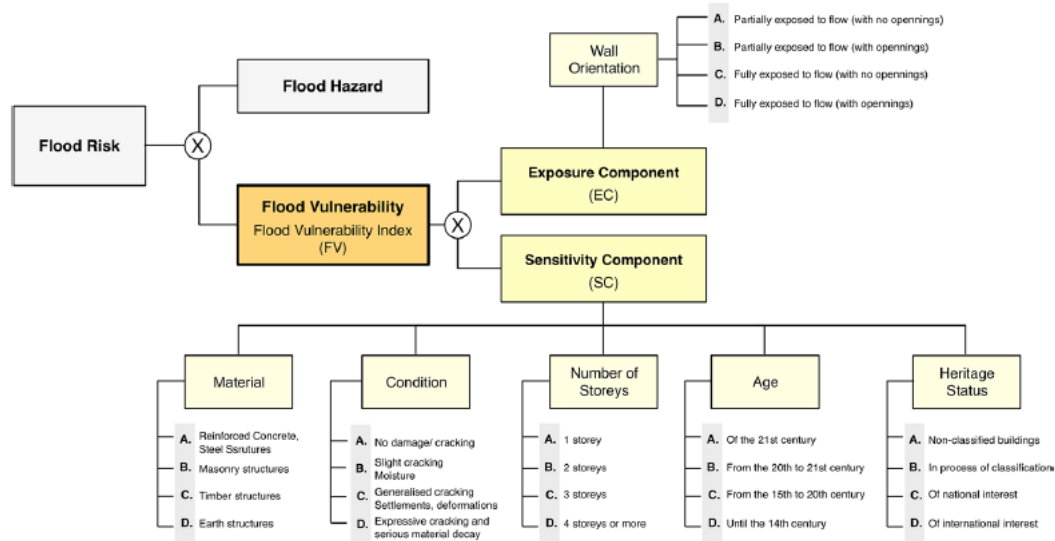 Flood Risk
X
Flood Hazard
Flood Vulnerability
Flood Vulnerability Index
(FV)
X
Wall
Orientation
A. Partially exposed to flow (with no opennings)
B. Partially exposed to flow (with opennings)
C. Fully exposed to flow (with no opennings)
D. Fully exposed to flow (with opennings)
Exposure Component
(EC)
Sensitivity Component
(SC)
Material
A. Reinforced Concrete,
Steel Ssrutures
B. Masonry structures
C. Timber structures
D. Earth structures
Condition
A. No damage/ cracking
B. Slight cracking
Moisture
C. Generalised cracking
Settlements, deformations
D. Expressive cracking and
serious material decay
Number of
Storeys
A. 1 storey
B. 2 storeys
C. 3 storeys
D. 4 storeys or more
Age
A. Of the 21st century
B. From the 20th to 21st century
C. From the 15th to 20th century
D. Until the 14th century
Heritage
Status
A. Non-classified buildings
B. In process of classification
C. Of national interest
D. Of international interest